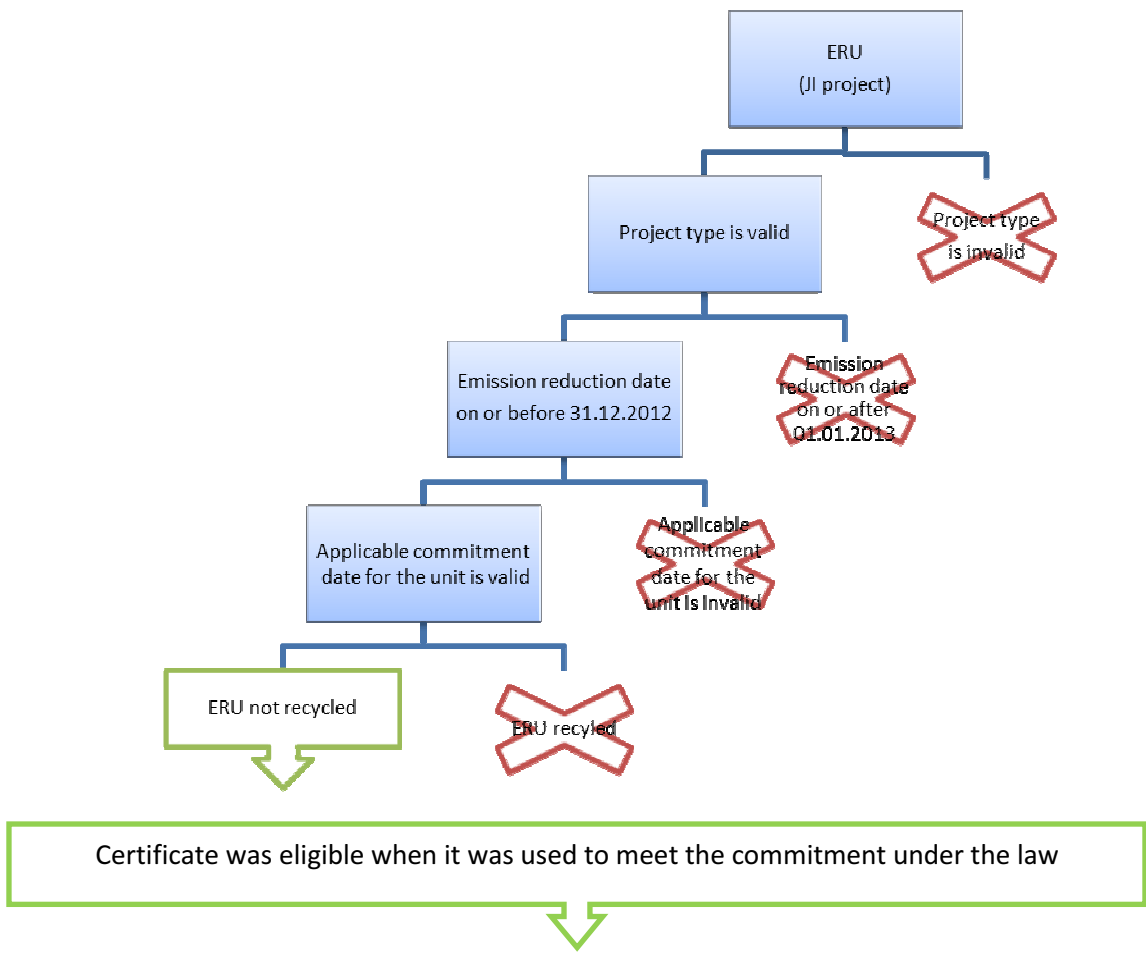 ERU
(JI project)
Project type is valid
Project type
is invalid
Emission reduction date
on or before 31.12.2012
Emission
reduction date
on or after
01.01.2013
Applicable commitment
date for the unit is valid
Applicable
commitment
date for the
unit is invalid
ERU not recycled
ERU recyled
Certificate was eligible when it was used to meet the commitment under the law